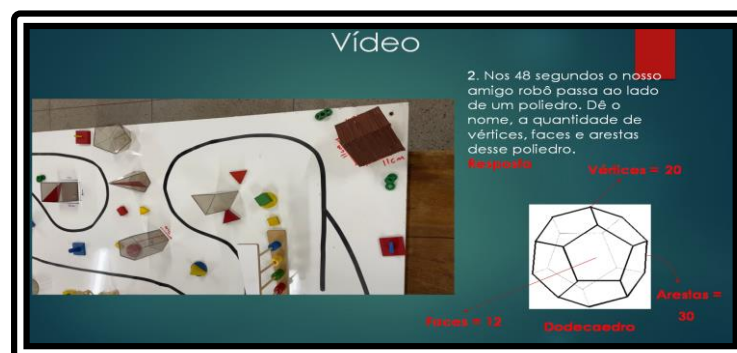 Vídeo
2. Nos 48 segundos o nosso
amigo robô passa ao lado
de um poliedro. Dê o
nome, a quantidade de
vértices, faces e arestas
desse poliedro.
Resposta
Vértices = 20
11cm
Arestas =
30
Faces = 12
Dodecaedro